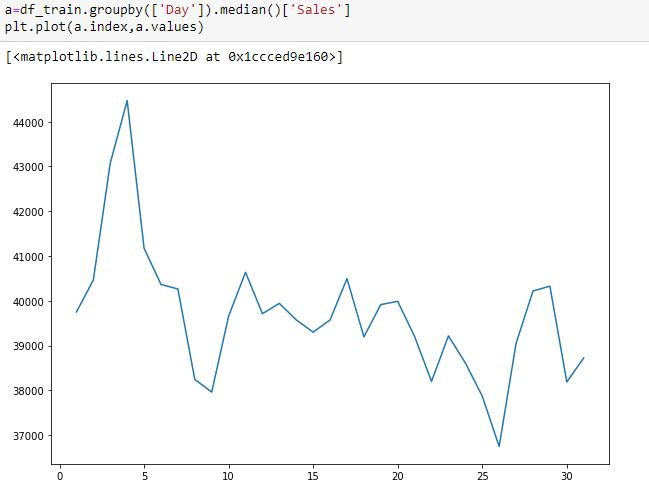 a=df_train.groupby(['Day']).median()['Sales']
plt.plot(a.index,a.values)
[<matplotlib.lines.Line2D at 0x1ccced9e160>]
44000
43000
42000
41000
40000
39000
38000
37000
0 5 10 15 20 25 30